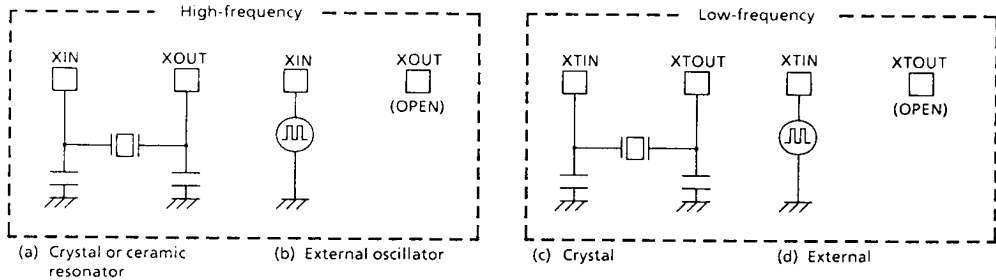 High-frequency
XIN
XOUT
XIN
XOUT
(OPEN)
(a) Crystal or ceramic
resonator
(b) External oscillator
Low-frequency
XTIN
XTOUT
XTIN
XTOUT
(OPEN)
(c) Crystal
(d) External